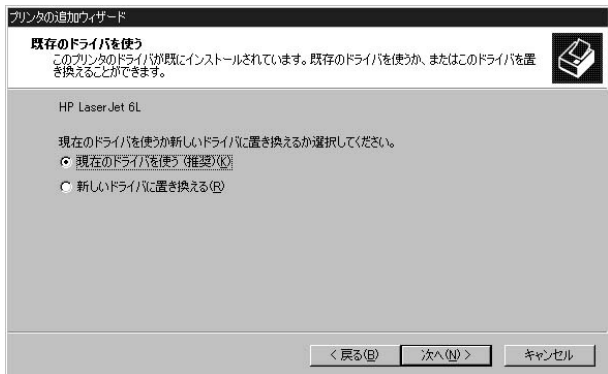 プリンタの追加ウィザード
既存のドライバを使う
このプリンタのドライバが既にインストールされています。既存のドライバを使うか、またはこのドライバを置
き換えることができます。
HP LaserJet 6L
現在のドライバを使うか新しいドライバに置き換えるか選択してください。
現在のドライバを使う (推奨)(K)
新しいドライバに置き換える(R)
< 戻る(B)
次へ(N) >
キャンセル